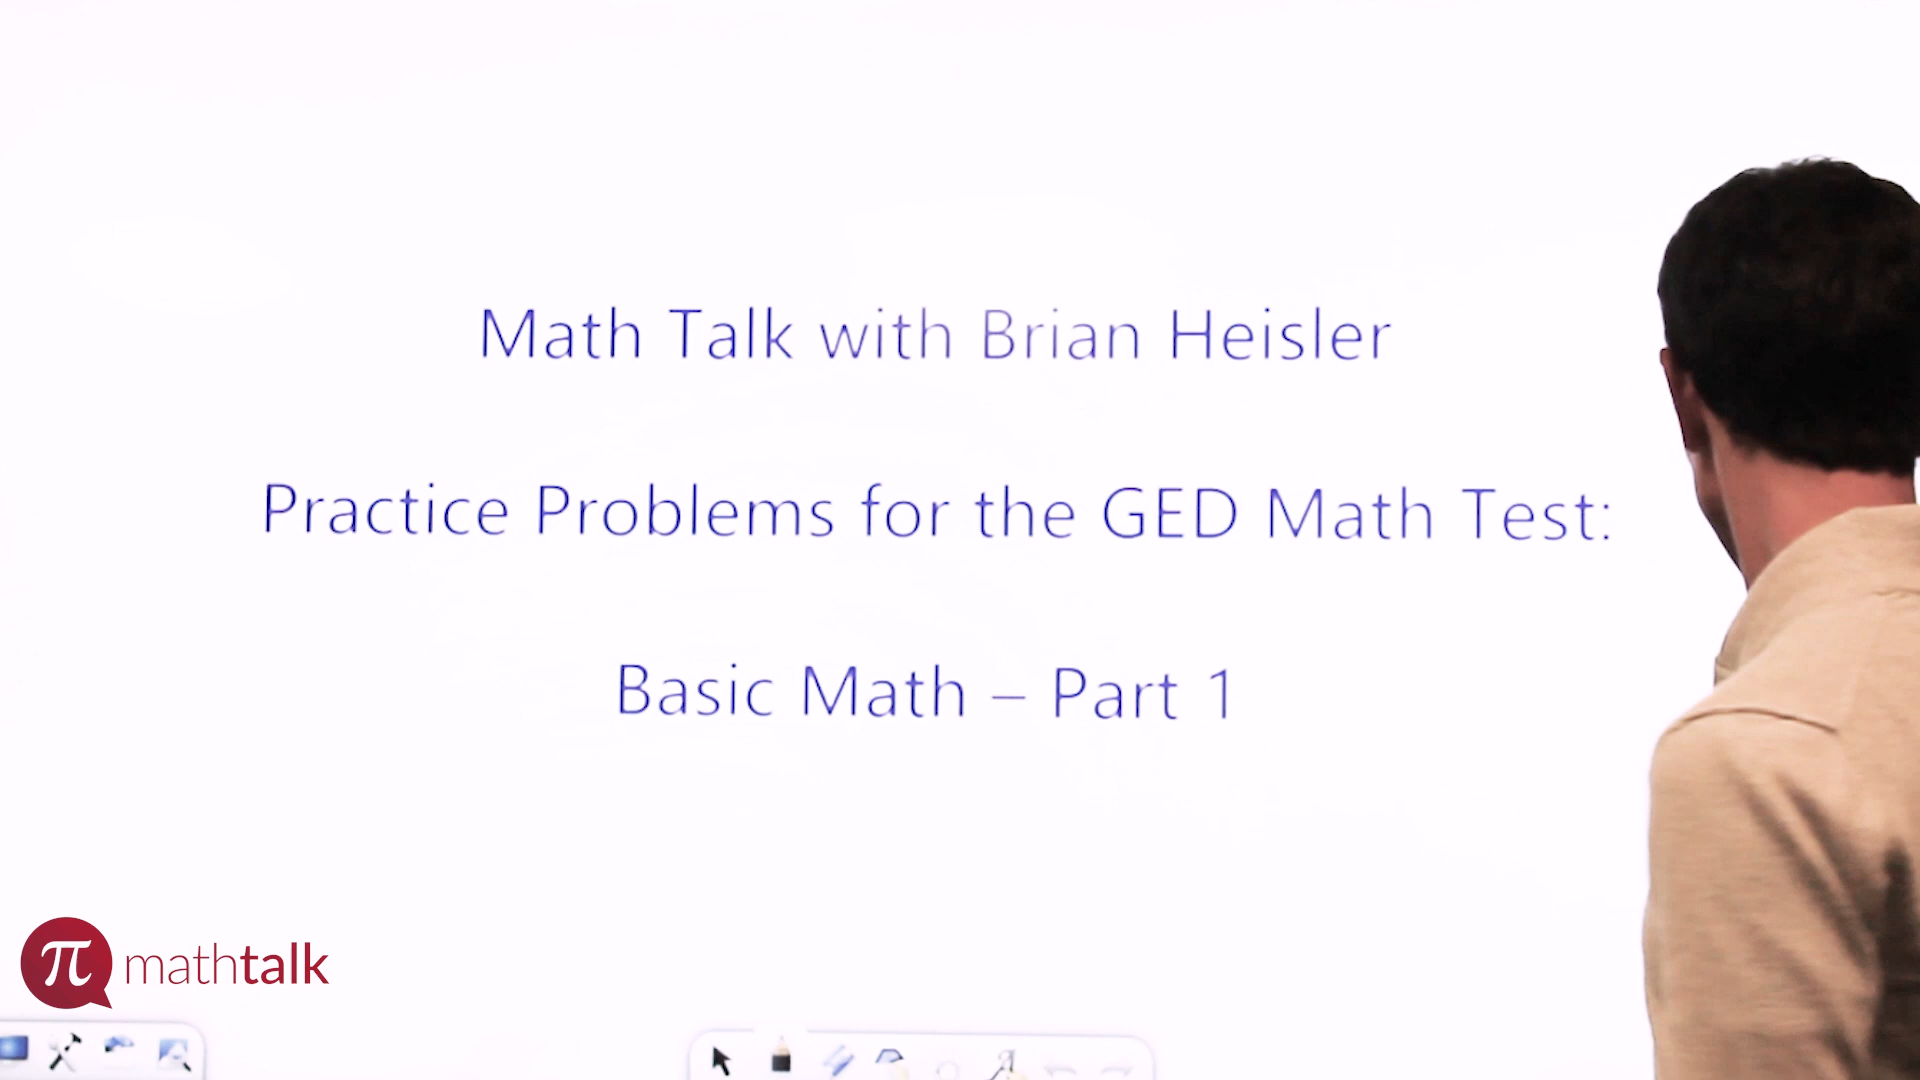 Math Talk with Brian Heisler
Practice Problems for the GED Math Test:
Basic Math – Part 1
π mathtalk